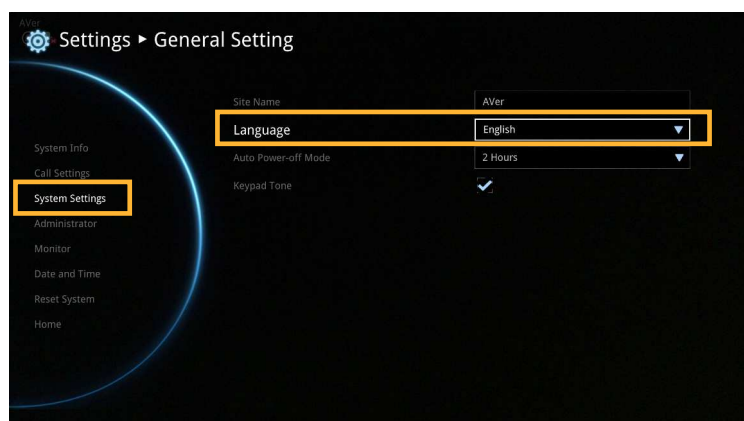 AVer
Settings ► General Setting
Site Name AVer
Language English
Auto Power-off Mode 2 Hours
Keypad Tone
System Info
Call Settings
System Settings
Administrator
Monitor
Date and Time
Reset System
Home